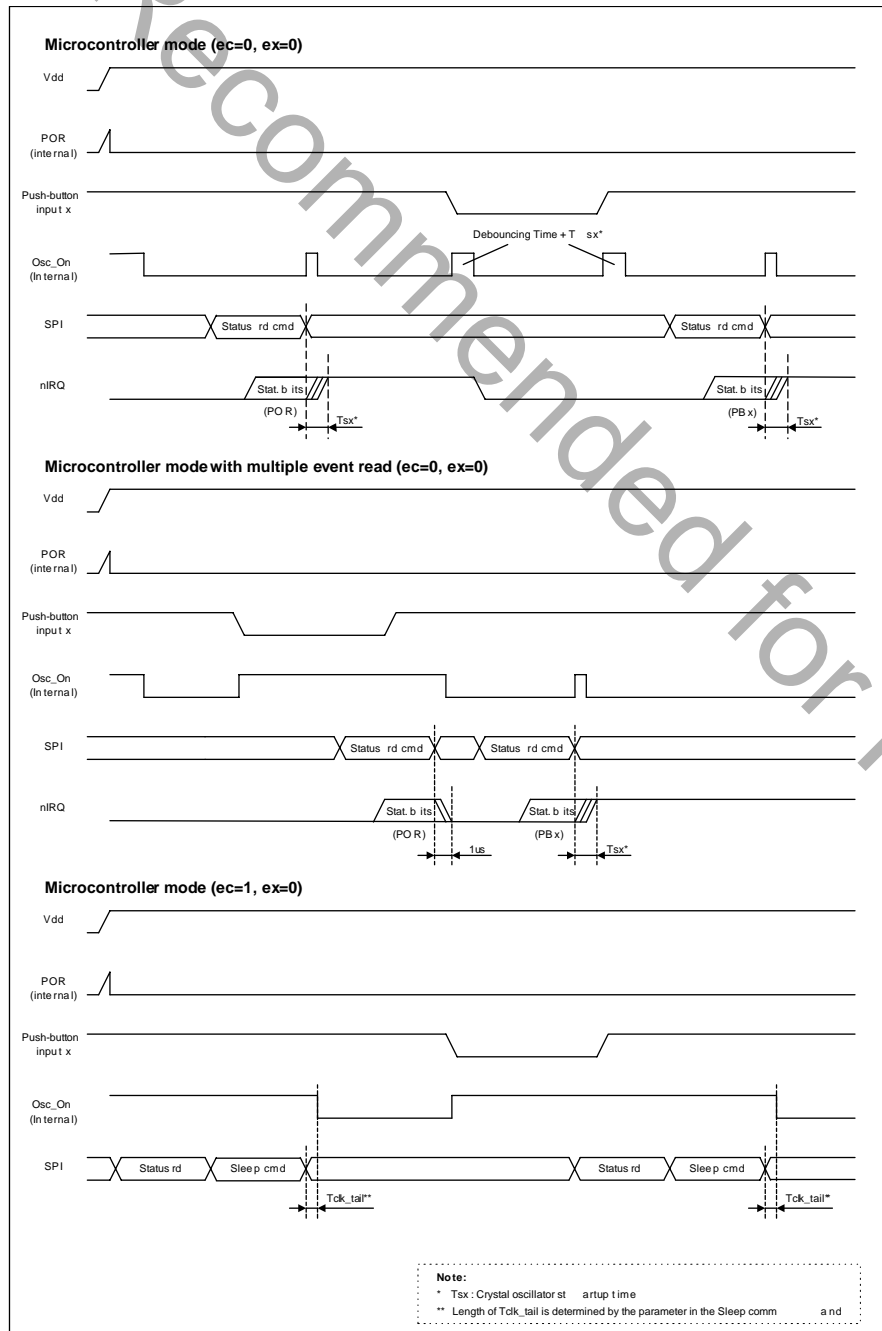 Recommended for
Microcontroller mode (ec=0, ex=0)
Vdd
POR
(internal)
Push-button
input x
Debouncing Time + T sx*
Osc_On
(Internal)
SPI
Status rd cmd
Status rd cmd
nIRQ
Stat. bits
Stat. bits
(POR)
(PBx)
Tsx*
Tsx*
Microcontroller mode with multiple event read (ec=0, ex=0)
Vdd
POR
(internal)
Push-button
input x
Osc_On
(Internal)
SPI
Status rd cmd
Status rd cmd
nIRQ
Stat. bits
Stat. bits
(POR)
(PBx)
1us
Tsx*
Microcontroller mode (ec=1, ex=0)
Vdd
POR
(internal)
Push-button
input x
Osc_On
(Internal)
SPI
Status rd
Sleep cmd
Status rd
Sleep cmd
Tclk_tail**
Tclk_tail*
Note:
* Tsx : Crystal oscillator st artup time
** Length of Tclk_tail is determined by the parameter in the Sleep comm and